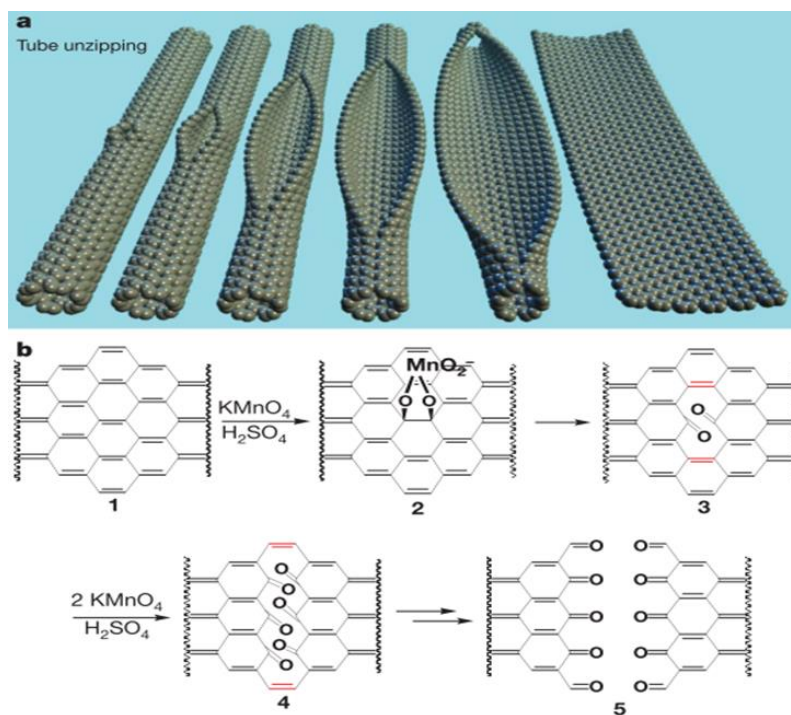 a
Tube unzipping
b
MnO₂⁻
O O
KMnO₄
H₂SO₄
O
O
1 2 3
2 KMnO₄
H₂SO₄
O
O
O
O
O
O
O O
O O
O O
O O
O O
4 5